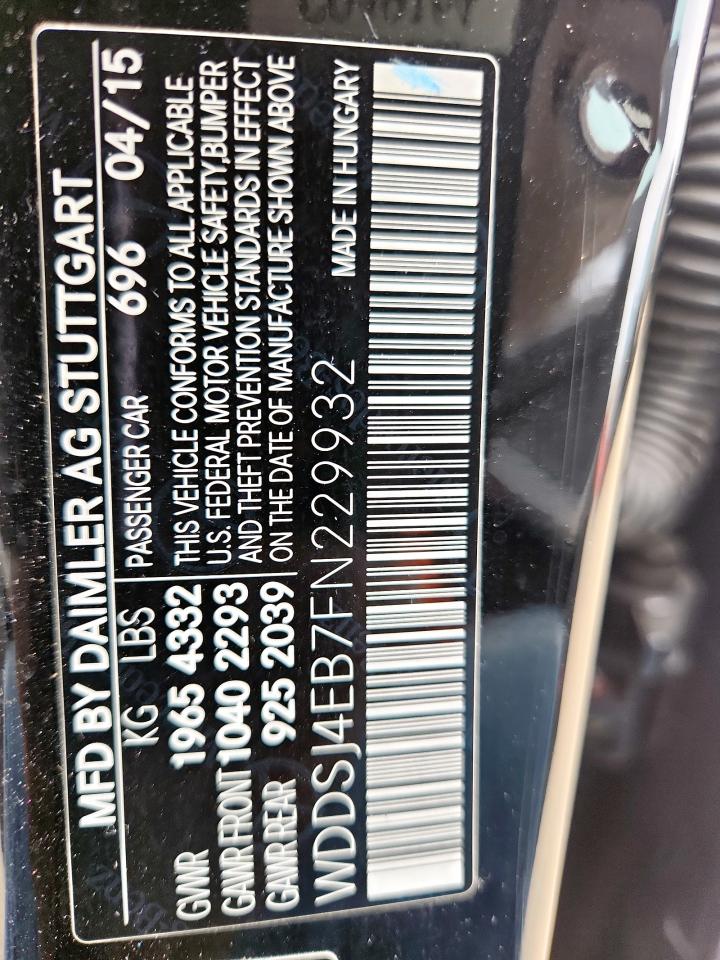 MFD BY DAIMLER AG STUTTGART
KG LBS PASSENGER CAR 696 04/15
GVWR 1965 4332 THIS VEHICLE CONFORMS TO ALL APPLICABLE
GAWR FRONT 1040 2293 U.S. FEDERAL MOTOR VEHICLE SAFETY,BUMPER
GAWR REAR 925 2039 AND THEFT PREVENTION STANDARDS IN EFFECT
ON THE DATE OF MANUFACTURE SHOWN ABOVE
WDDSJ4EB7FN229932 MADE IN HUNGARY